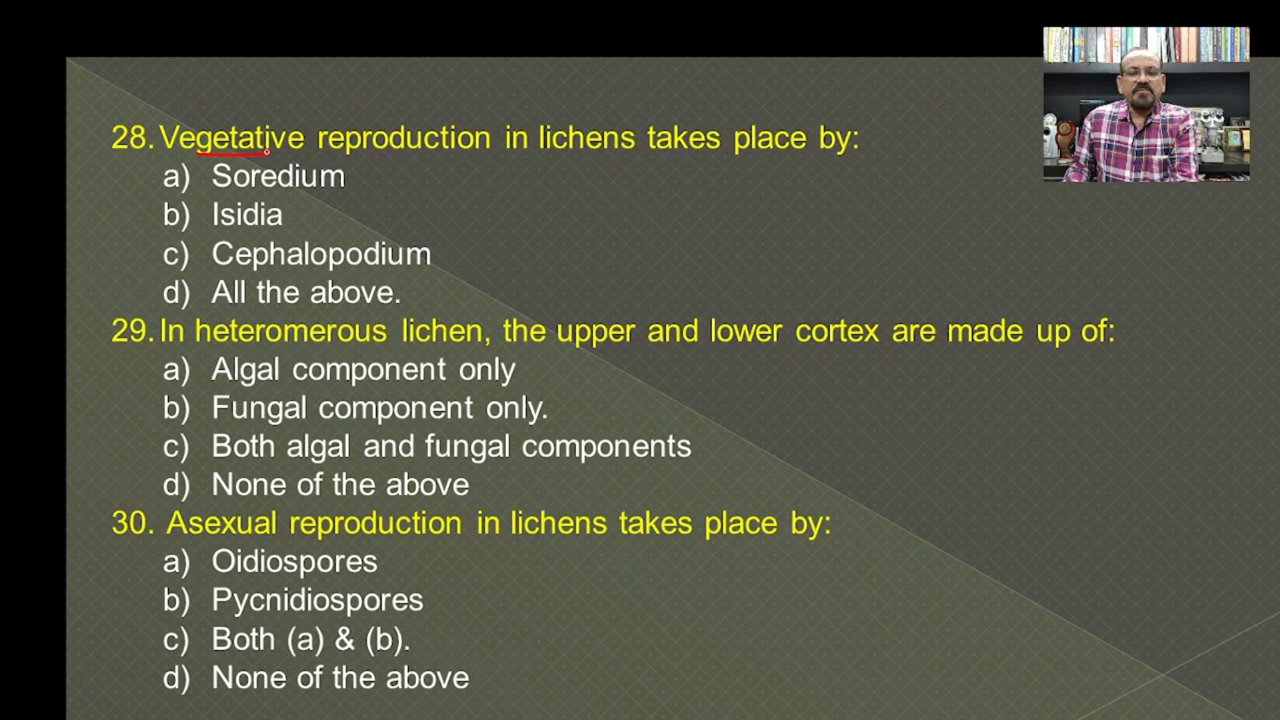 28. Vegetative reproduction in lichens takes place by:
a) Soredium
b) Isidia
c) Cephalopodium
d) All the above.
29. In heteromerous lichen, the upper and lower cortex are made up of:
a) Algal component only
b) Fungal component only.
c) Both algal and fungal components
d) None of the above
30. Asexual reproduction in lichens takes place by:
a) Oidiospores
b) Pycnidiospores
c) Both (a) & (b).
d) None of the above